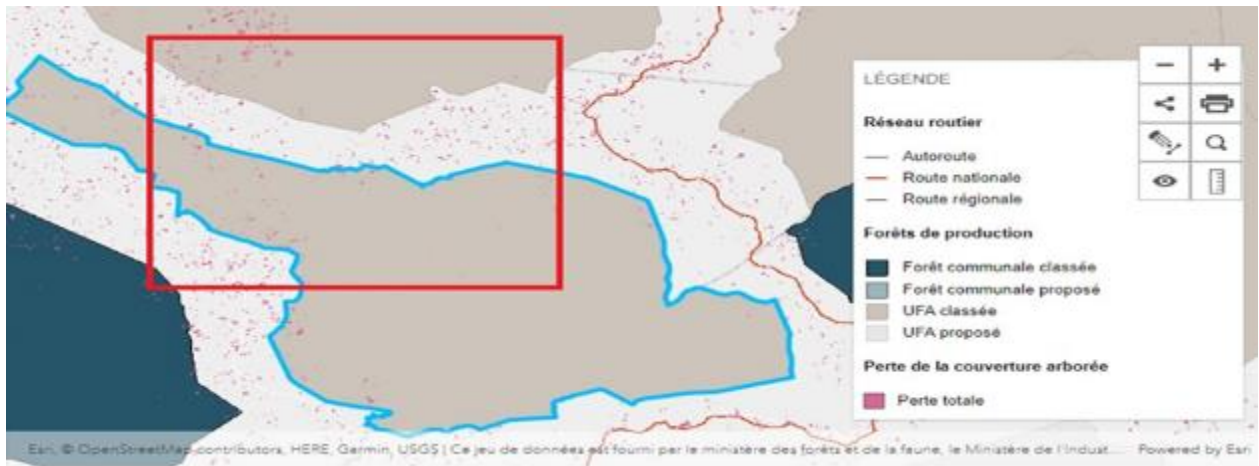 LÉGENDE
Réseau routier
Autoroute
Route nationale
Route régionale
Forêts de production
Forêt communale classée
Forêt communale proposé
UFA classée
UFA proposé
Perte de la couverture arborée
Perte totale
Esri, © OpenStreetMap contributors, HERE, Garmin, USGS | Ce jeu de données est fourni par le ministère des forêts et de la faune, le Ministère de l'Indust... Powered by Esri